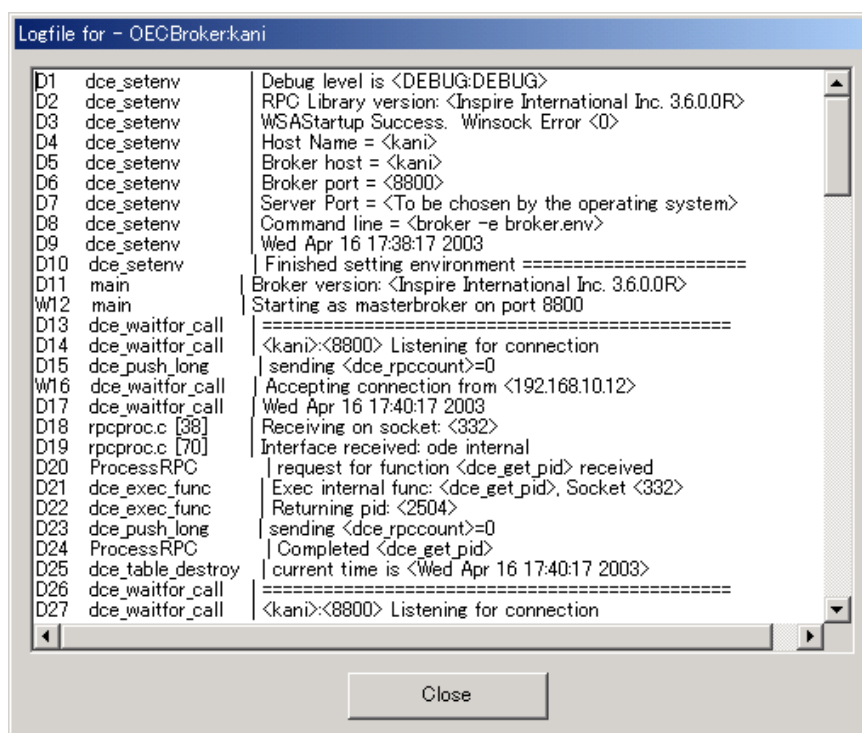 Logfile for - OECBroker:kani
D1 dce_setenv | Debug level is <DEBUG:DEBUG>
D2 dce_setenv | RPC Library version: <Inspire International Inc. 3.6.0.0R>
D3 dce_setenv | WSAStartup Success. Winsock Error <0>
D4 dce_setenv | Host Name = <kani>
D5 dce_setenv | Broker host = <kani>
D6 dce_setenv | Broker port = <8800>
D7 dce_setenv | Server Port = <To be chosen by the operating system>
D8 dce_setenv | Command line = <broker -e broker.env>
D9 dce_setenv | Wed Apr 16 17:38:17 2003
D10 dce_setenv | Finished setting environment ======================
D11 main | Broker version: <Inspire International Inc. 3.6.0.0R>
W12 main | Starting as masterbroker on port 8800
D13 dce_waitfor_call | ==============================================
D14 dce_waitfor_call | <kani>:<8800> Listening for connection
D15 dce_push_long | sending <dce_rpccount>=0
W16 dce_waitfor_call | Accepting connection from <192.168.10.12>
D17 dce_waitfor_call | Wed Apr 16 17:40:17 2003
D18 rpcproc.c [38] | Receiving on socket: <332>
D19 rpcproc.c [70] | Interface received: ode internal
D20 ProcessRPC | request for function <dce_get_pid> received
D21 dce_exec_func | Exec internal func: <dce_get_pid>, Socket <332>
D22 dce_exec_func | Returning pid: <2504>
D23 dce_push_long | sending <dce_rpccount>=0
D24 ProcessRPC | Completed <dce_get_pid>
D25 dce_table_destroy | current time is <Wed Apr 16 17:40:17 2003>
D26 dce_waitfor_call | ==============================================
D27 dce_waitfor_call | <kani>:<8800> Listening for connection
Close